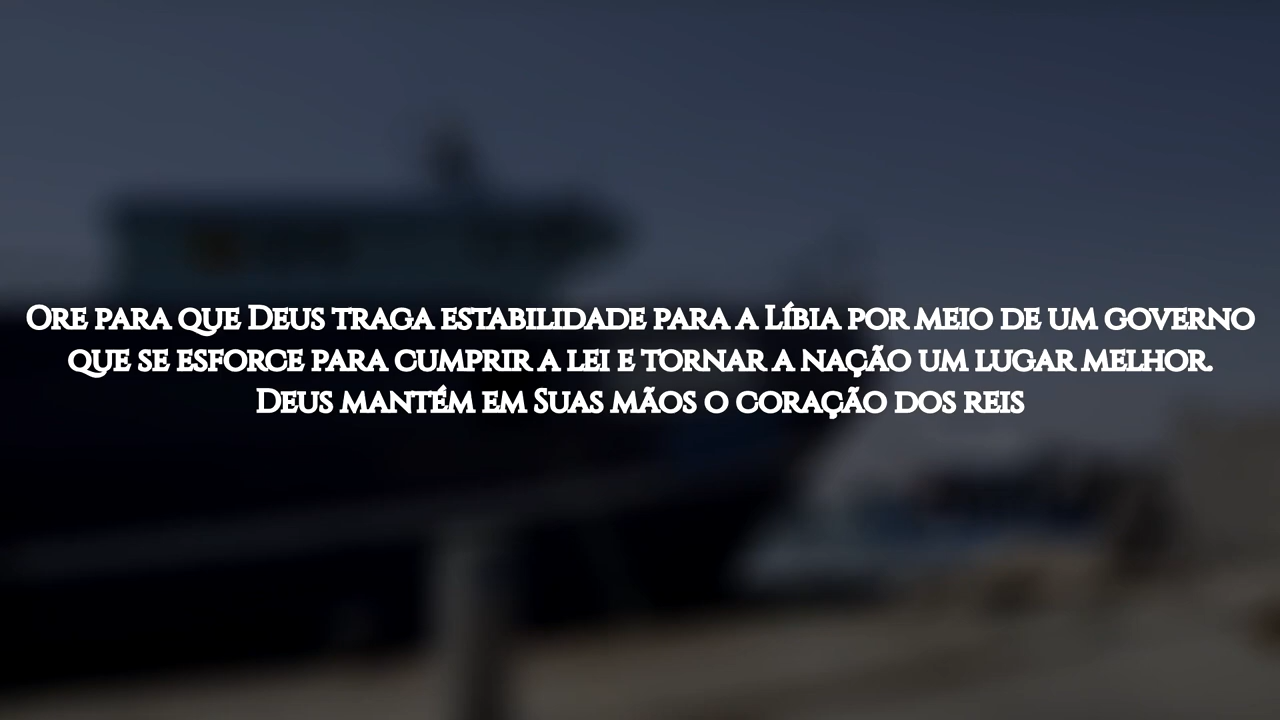 Ore para que Deus traga estabilidade para a Líbia por meio de um governo
que se esforce para cumprir a lei e tornar a nação um lugar melhor.
Deus mantém em Suas mãos o coração dos reis